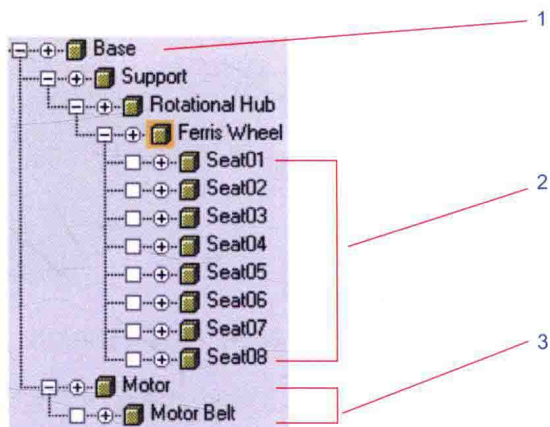 1
Base
Support
Rotational Hub
Ferris Wheel
Seat01
Seat02
2
Seat03
Seat04
Seat05
Seat06
Seat07
3
Seat08
Motor
Motor Belt